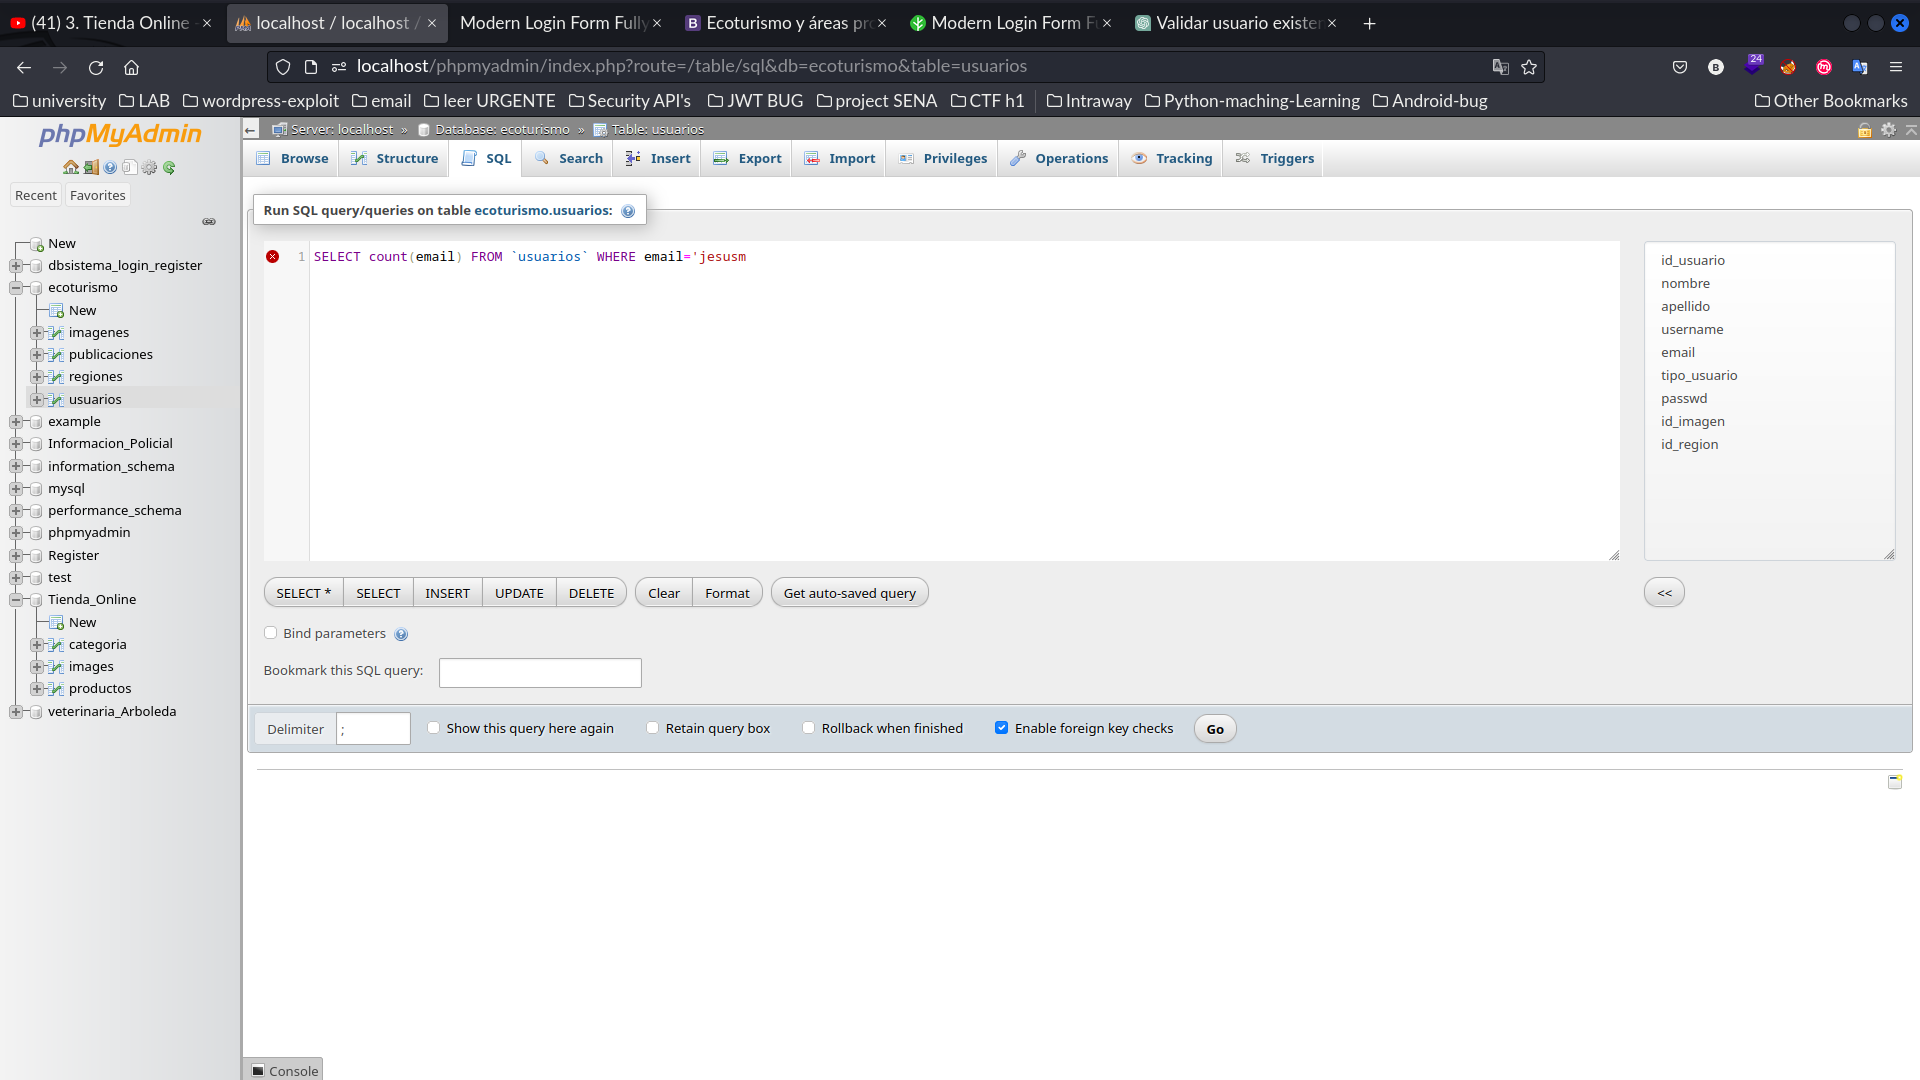 (41) 3. Tienda Online
localhost / localhost /
Modern Login Form Fully
B Ecoturismo y áreas pr
Modern Login Form F
Validar usuario existen
localhost/phpmyadmin/index.php?route=/table/sql&db=ecoturismo&table=usuarios
24
B
university LAB wordpress-exploit email leer URGENTE Security API's JWT BUG project SENA CTF h1 Intraway Python-maching-Learning Android-bug Other Bookmarks
phpMyAdmin
Recent Favorites
New
dbsistema_login_register
ecoturismo
New
imagenes
publicaciones
regiones
usuarios
example
Informacion_Policial
information_schema
mysql
performance_schema
phpmyadmin
Register
test
Tienda_Online
New
categoria
images
productos
veterinaria_Arboleda
Server: localhost » Database: ecoturismo » Table: usuarios
Browse Structure SQL Search Insert Export Import Privileges Operations Tracking Triggers
Run SQL query/queries on table ecoturismo.usuarios:
1 SELECT count(email) FROM `usuarios` WHERE email='jesusm
id_usuario
nombre
apellido
username
email
tipo_usuario
passwd
id_imagen
id_region
SELECT * SELECT INSERT UPDATE DELETE Clear Format Get auto-saved query <<
Bind parameters
Bookmark this SQL query:
Delimiter ; Show this query here again Retain query box Rollback when finished Enable foreign key checks Go
Console